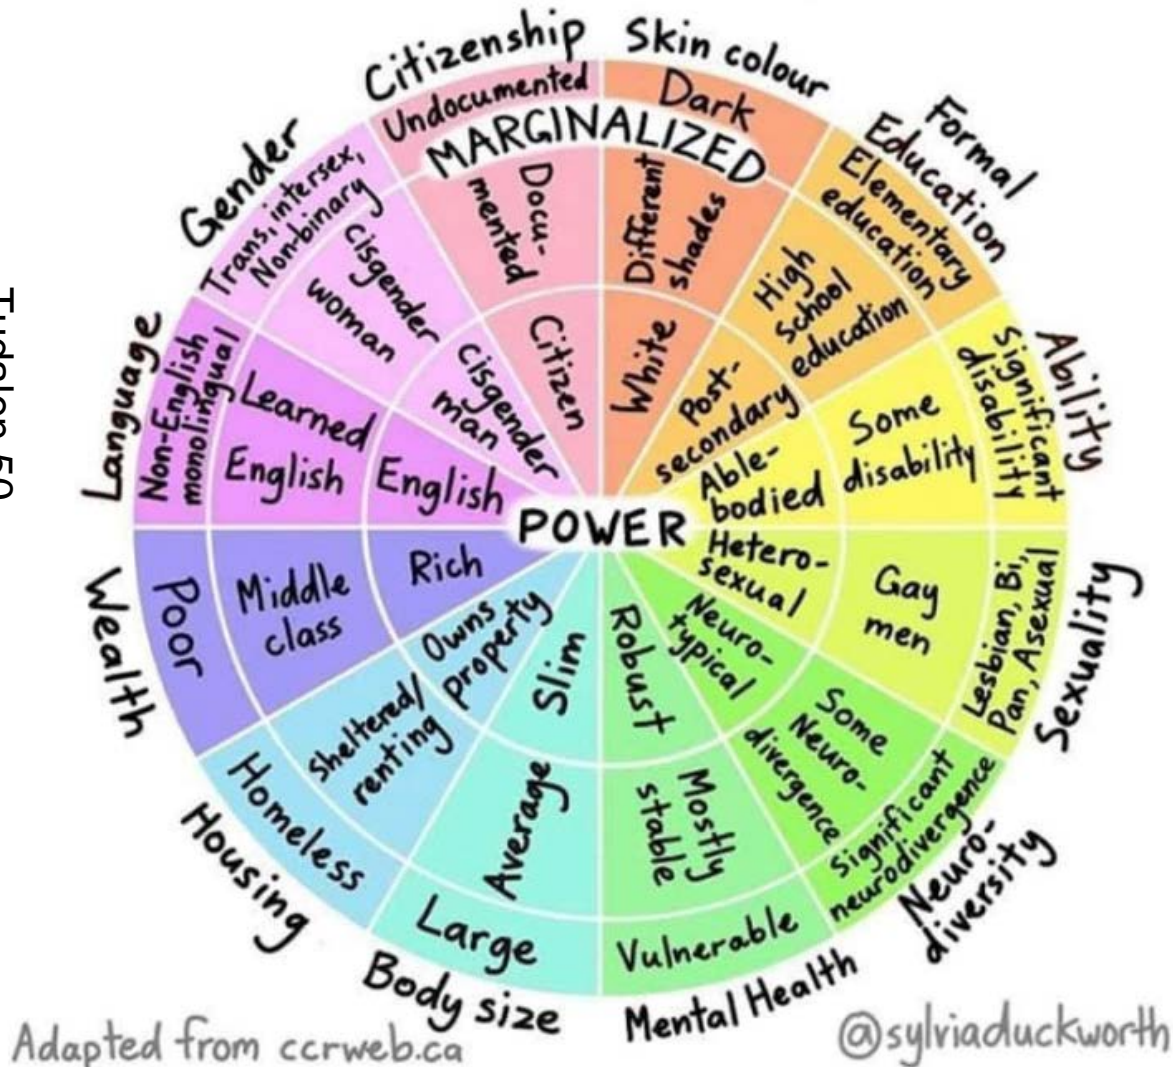 Citizenship
Undocumented
Docu-
mented
Citizen
Skin colour
Dark
Different
shades
White
Formal
Education
Elementary
education
High
School
education
Post-
secondary
Ability
Significant
disability
Some
disability
Able-
bodied
Sexuality
Lesbian, Bi,
Pan, Asexual
Gay
men
Hetero-
sexual
Neuro-
diversity
Significant
neurodivergence
Some
Neuro-
divergence
Neuro-
typical
Mental Health
Vulnerable
Mostly
stable
Robust
Body size
Large
Average
Slim
Housing
Homeless
Sheltered/
renting
Owns
property
Wealth
Poor
Middle
class
Rich
Language
Non-English
monolingual
Learned
English
English
Gender
Trans, intersex,
Non-binary
cisgender
woman
cisgender
man
MARGINALIZED
POWER
Adapted from ccrweb.ca
@sylviaduckworth